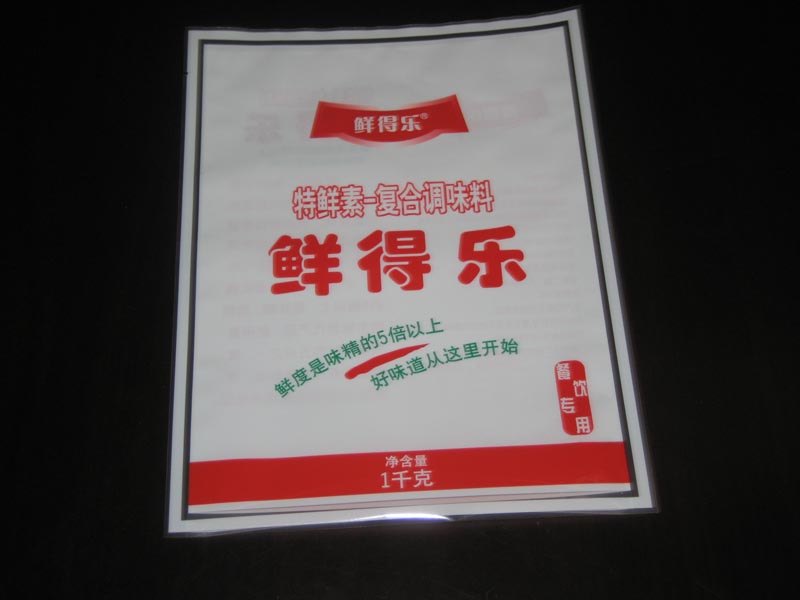 鲜得乐®
特鲜素-复合调味料
鲜得乐
鲜度是味精的5倍以上
好味道从这里开始
餐饮专用
净含量
1千克